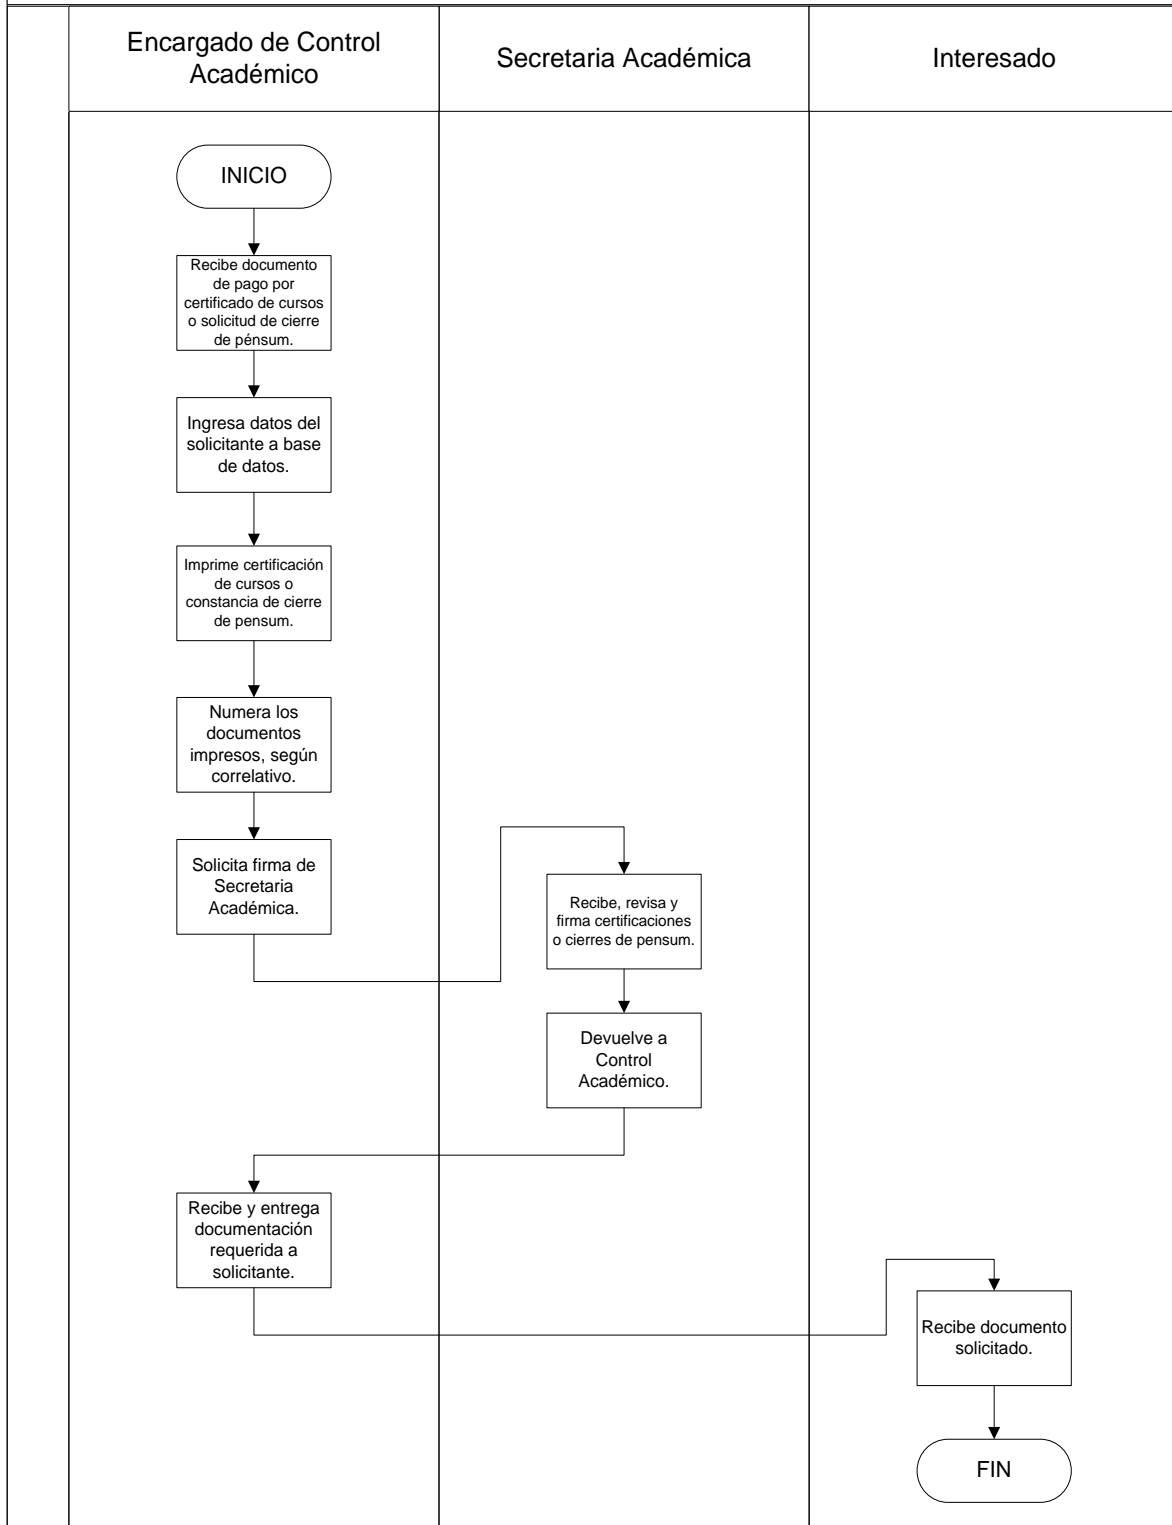 Encargado de Control
Académico
Secretaria Académica
Interesado
INICIO
Recibe documento
de pago por
certificado de cursos
o solicitud de cierre
de pénsum.
Ingresa datos del
solicitante a base
de datos.
Imprime certificación
de cursos o
constancia de cierre
de pensum.
Numera los
documentos
impresos, según
correlativo.
Solicita firma de
Secretaria
Académica.
Recibe, revisa y
firma certificaciones
o cierres de pensum.
Devuelve a
Control
Académico.
Recibe y entrega
documentación
requerida a
solicitante.
Recibe documento
solicitado.
FIN